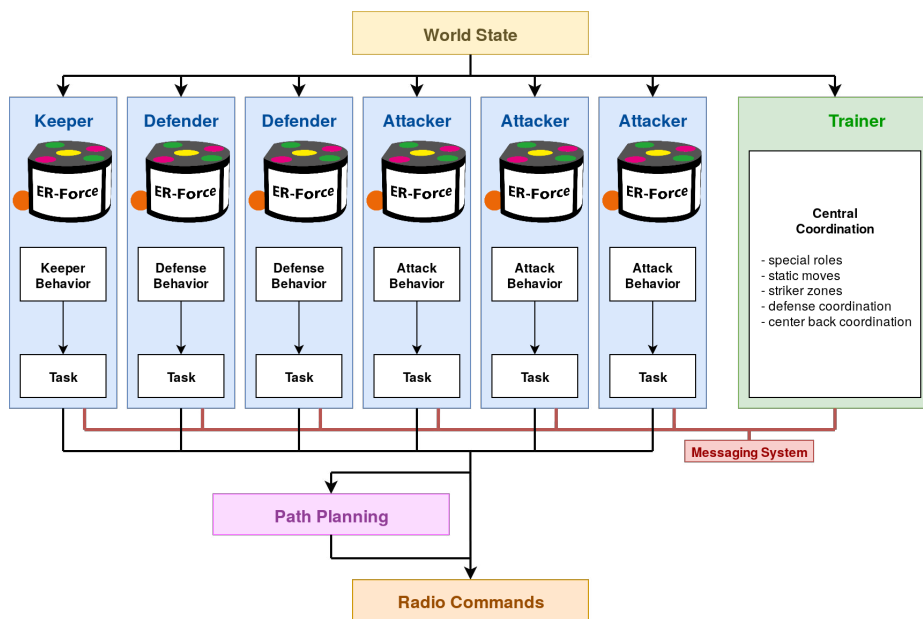 World State
Keeper
Defender
Defender
Attacker
Attacker
Attacker
Trainer
ER-Force
ER-Force
ER-Force
ER-Force
ER-Force
ER-Force
Keeper
Behavior
Defense
Behavior
Defense
Behavior
Attack
Behavior
Attack
Behavior
Attack
Behavior
Task
Task
Task
Task
Task
Task
Central
Coordination
- special roles
- static moves
- striker zones
- defense coordination
- center back coordination
Messaging System
Path Planning
Radio Commands